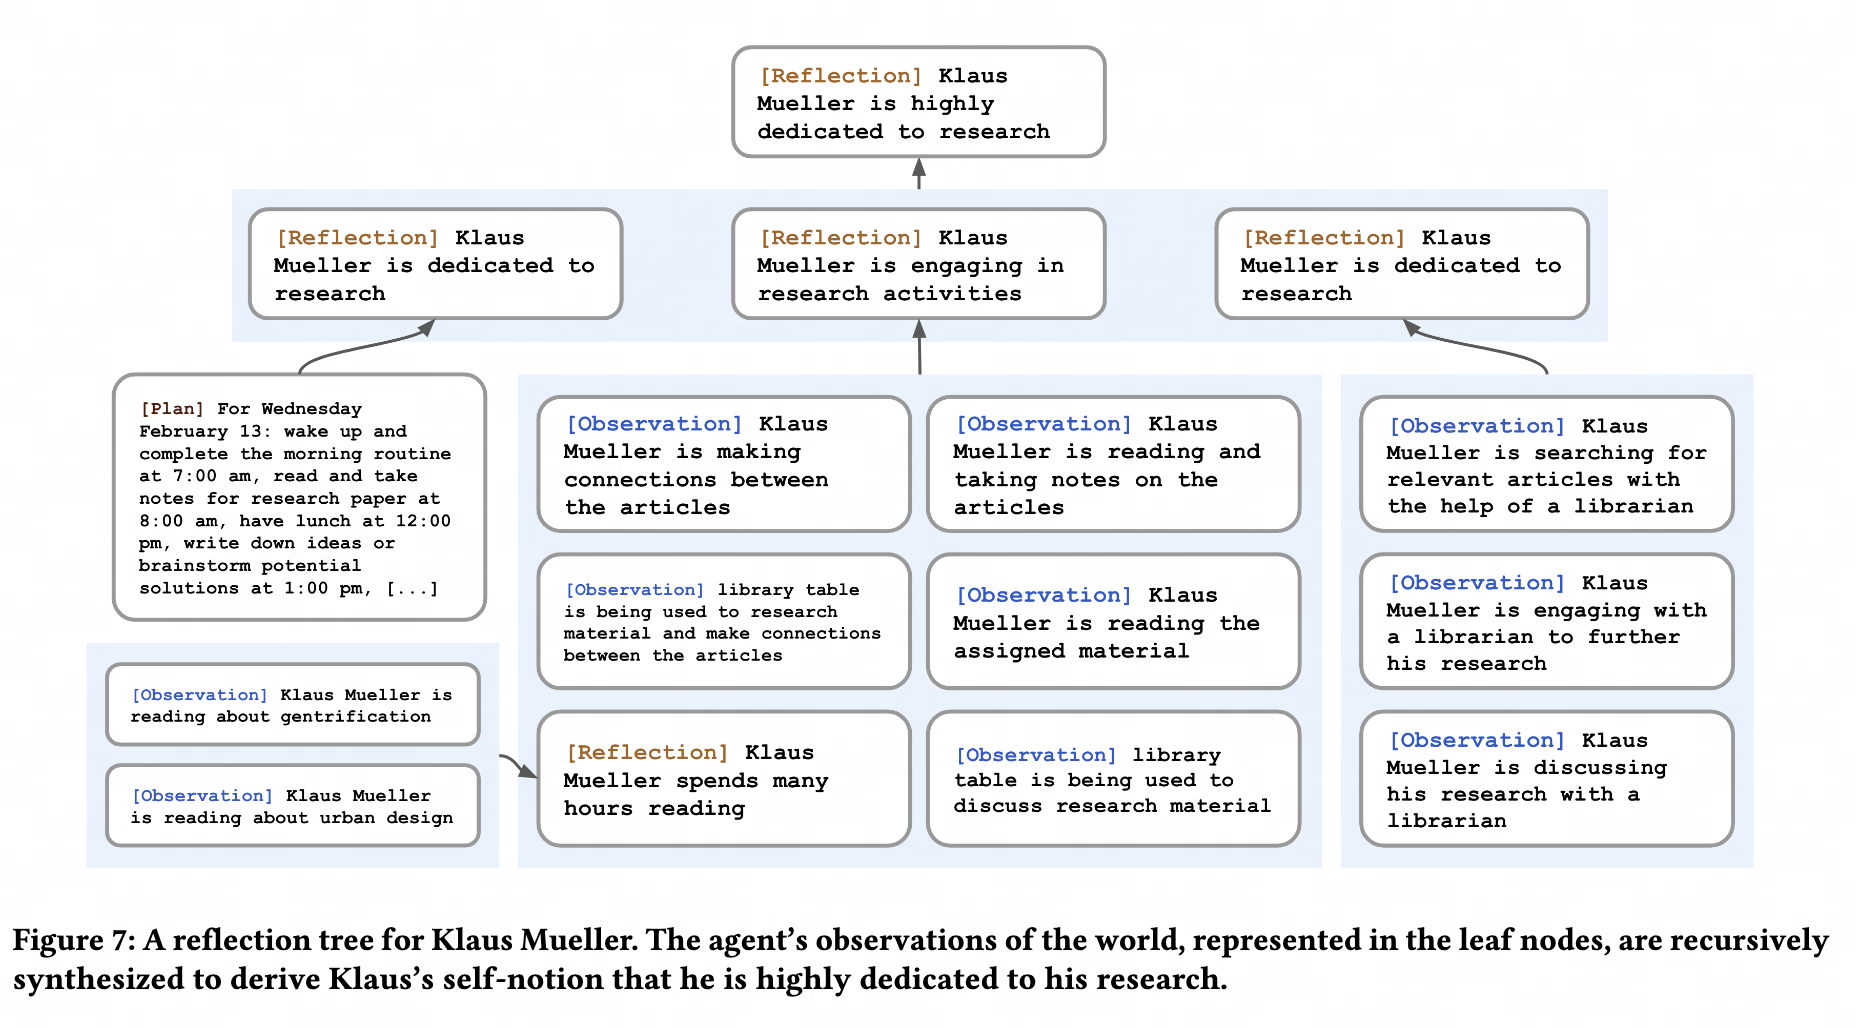 [Reflection] Klaus
Mueller is highly
dedicated to research
[Reflection] Klaus
Mueller is dedicated to
research
[Reflection] Klaus
Mueller is engaging in
research activities
[Reflection] Klaus
Mueller is dedicated to
research
[Plan] For Wednesday
February 13: wake up and
complete the morning routine
at 7:00 am, read and take
notes for research paper at
8:00 am, have lunch at 12:00
pm, write down ideas or
brainstorm potential
solutions at 1:00 pm, [...]
[Observation] Klaus Mueller is
reading about gentrification
[Observation] Klaus Mueller
is reading about urban design
[Observation] Klaus
Mueller is making
connections between
the articles
[Observation] Klaus
Mueller is reading and
taking notes on the
articles
[Observation] library table
is being used to research
material and make connections
between the articles
[Observation] Klaus
Mueller is reading the
assigned material
[Reflection] Klaus
Mueller spends many
hours reading
[Observation] library
table is being used to
discuss research material
[Observation] Klaus
Mueller is searching for
relevant articles with
the help of a librarian
[Observation] Klaus
Mueller is engaging with
a librarian to further
his research
[Observation] Klaus
Mueller is discussing
his research with a
librarian
Figure 7: A reflection tree for Klaus Mueller. The agent's observations of the world, represented in the leaf nodes, are recursively
synthesized to derive Klaus's self-notion that he is highly dedicated to his research.